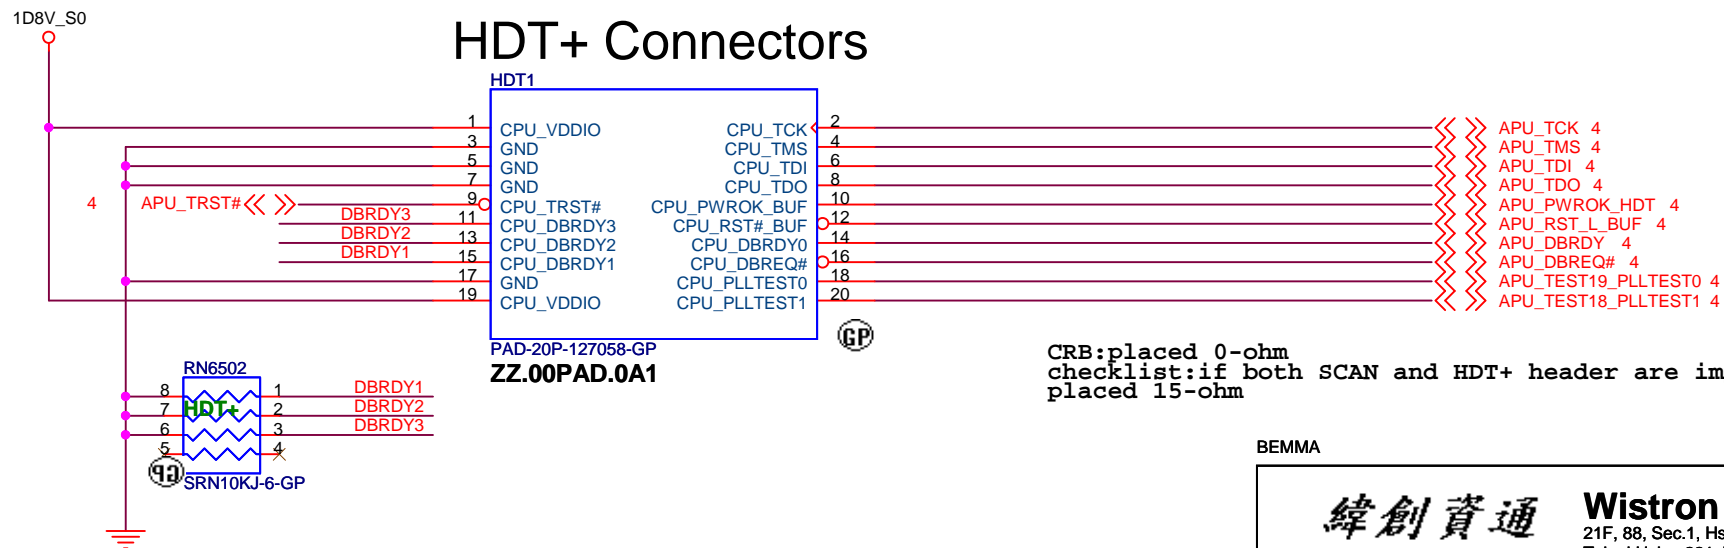 1D8V_S0
HDT+ Connectors
HDT1
1 CPU_VDDIO CPU_TCK 2 APU_TCK 4
3 GND CPU_TMS 4 APU_TMS 4
5 GND CPU_TDI 6 APU_TDI 4
7 GND CPU_TDO 8 APU_TDO 4
4 APU_TRST# 9 CPU_TRST# CPU_PWROK_BUF 10 APU_PWROK_HDT 4
DBRDY3 11 CPU_DBRDY3 CPU_RST#_BUF 12 APU_RST_L_BUF 4
DBRDY2 13 CPU_DBRDY2 CPU_DBRDY0 14 APU_DBRDY 4
DBRDY1 15 CPU_DBRDY1 CPU_DBREQ# 16 APU_DBREQ# 4
17 GND CPU_PLLTEST0 18 APU_TEST19_PLLTEST0 4
19 CPU_VDDIO CPU_PLLTEST1 20 APU_TEST18_PLLTEST1 4
GP
PAD-20P-127058-GP
ZZ.00PAD.0A1
CRB:placed 0-ohm
checklist:if both SCAN and HDT+ header are im
placed 15-ohm
RN6502
8 1 DBRDY1
7 HDT+ 2 DBRDY2
6 3 DBRDY3
5 4
GP
SRN10KJ-6-GP
BEMMA
緯創資通 Wistron
21F, 88, Sec.1, Hs